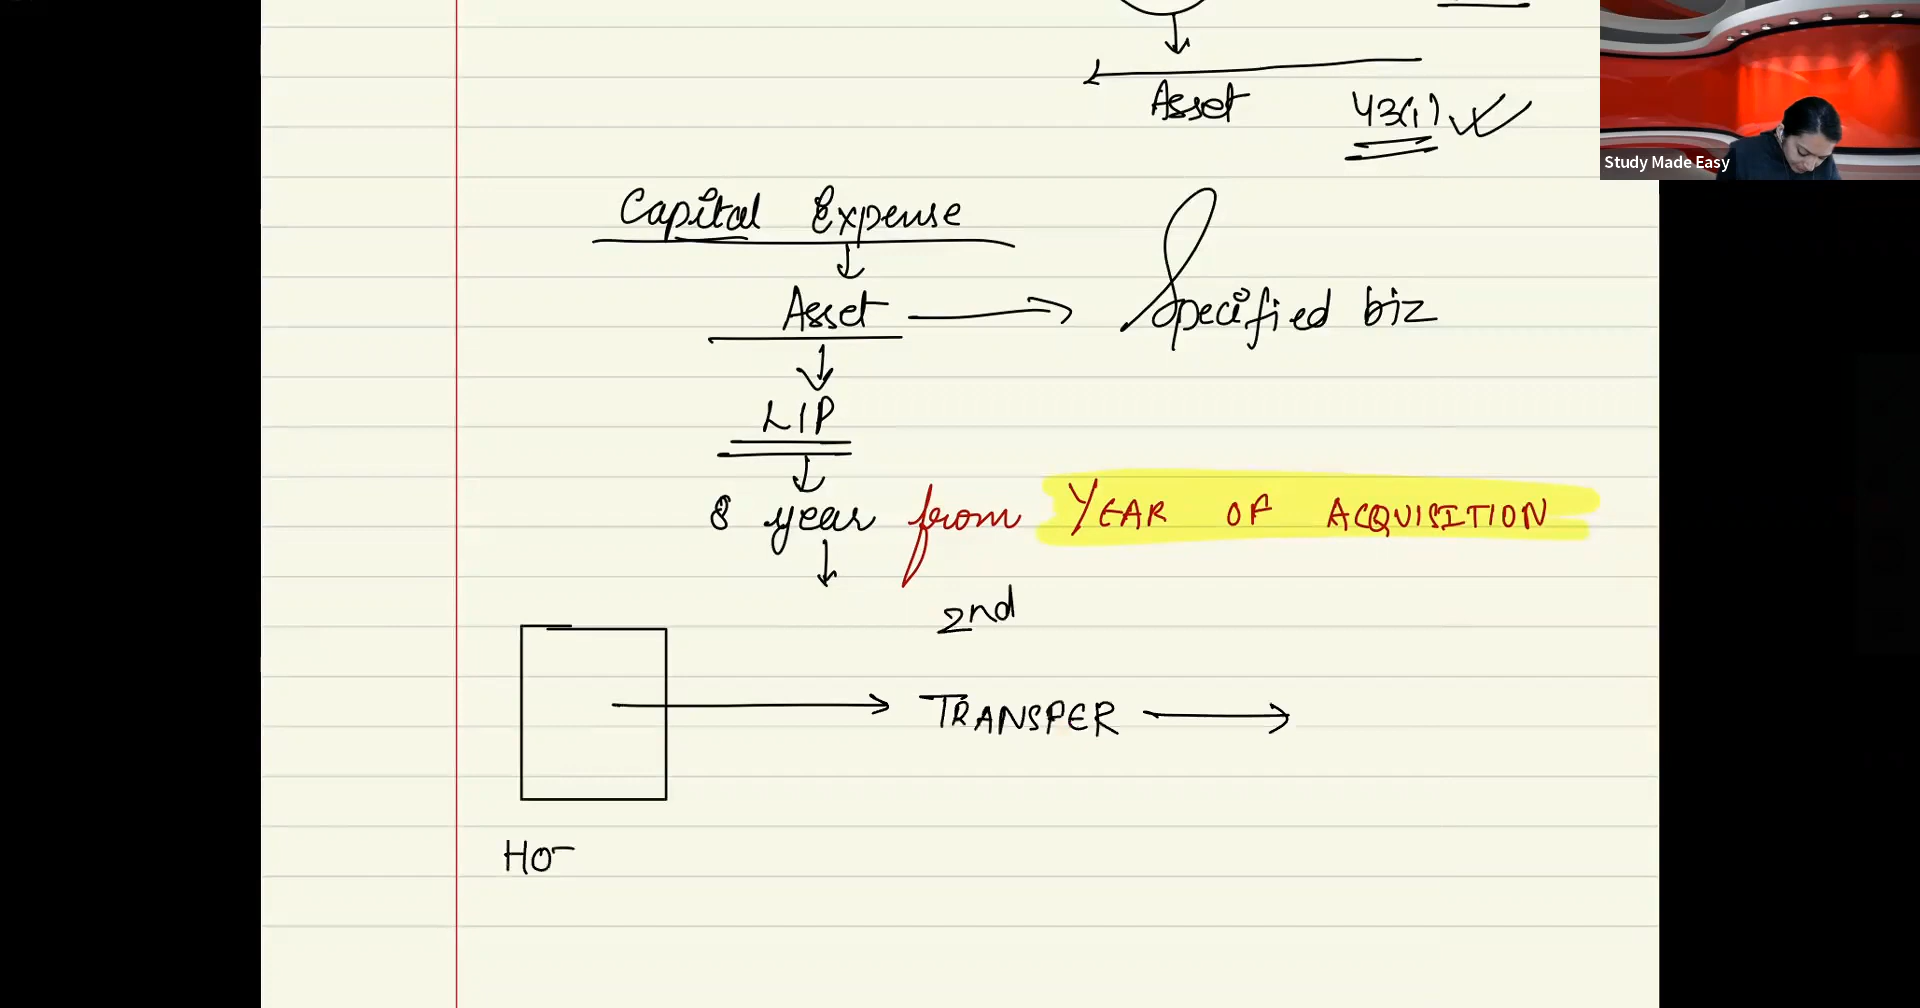 Asset 43(1)
Study Made Easy
Capital Expense
Asset Specified biz
LIP
8 year from YEAR OF ACQUISITION
2nd
TRANSFER
HO